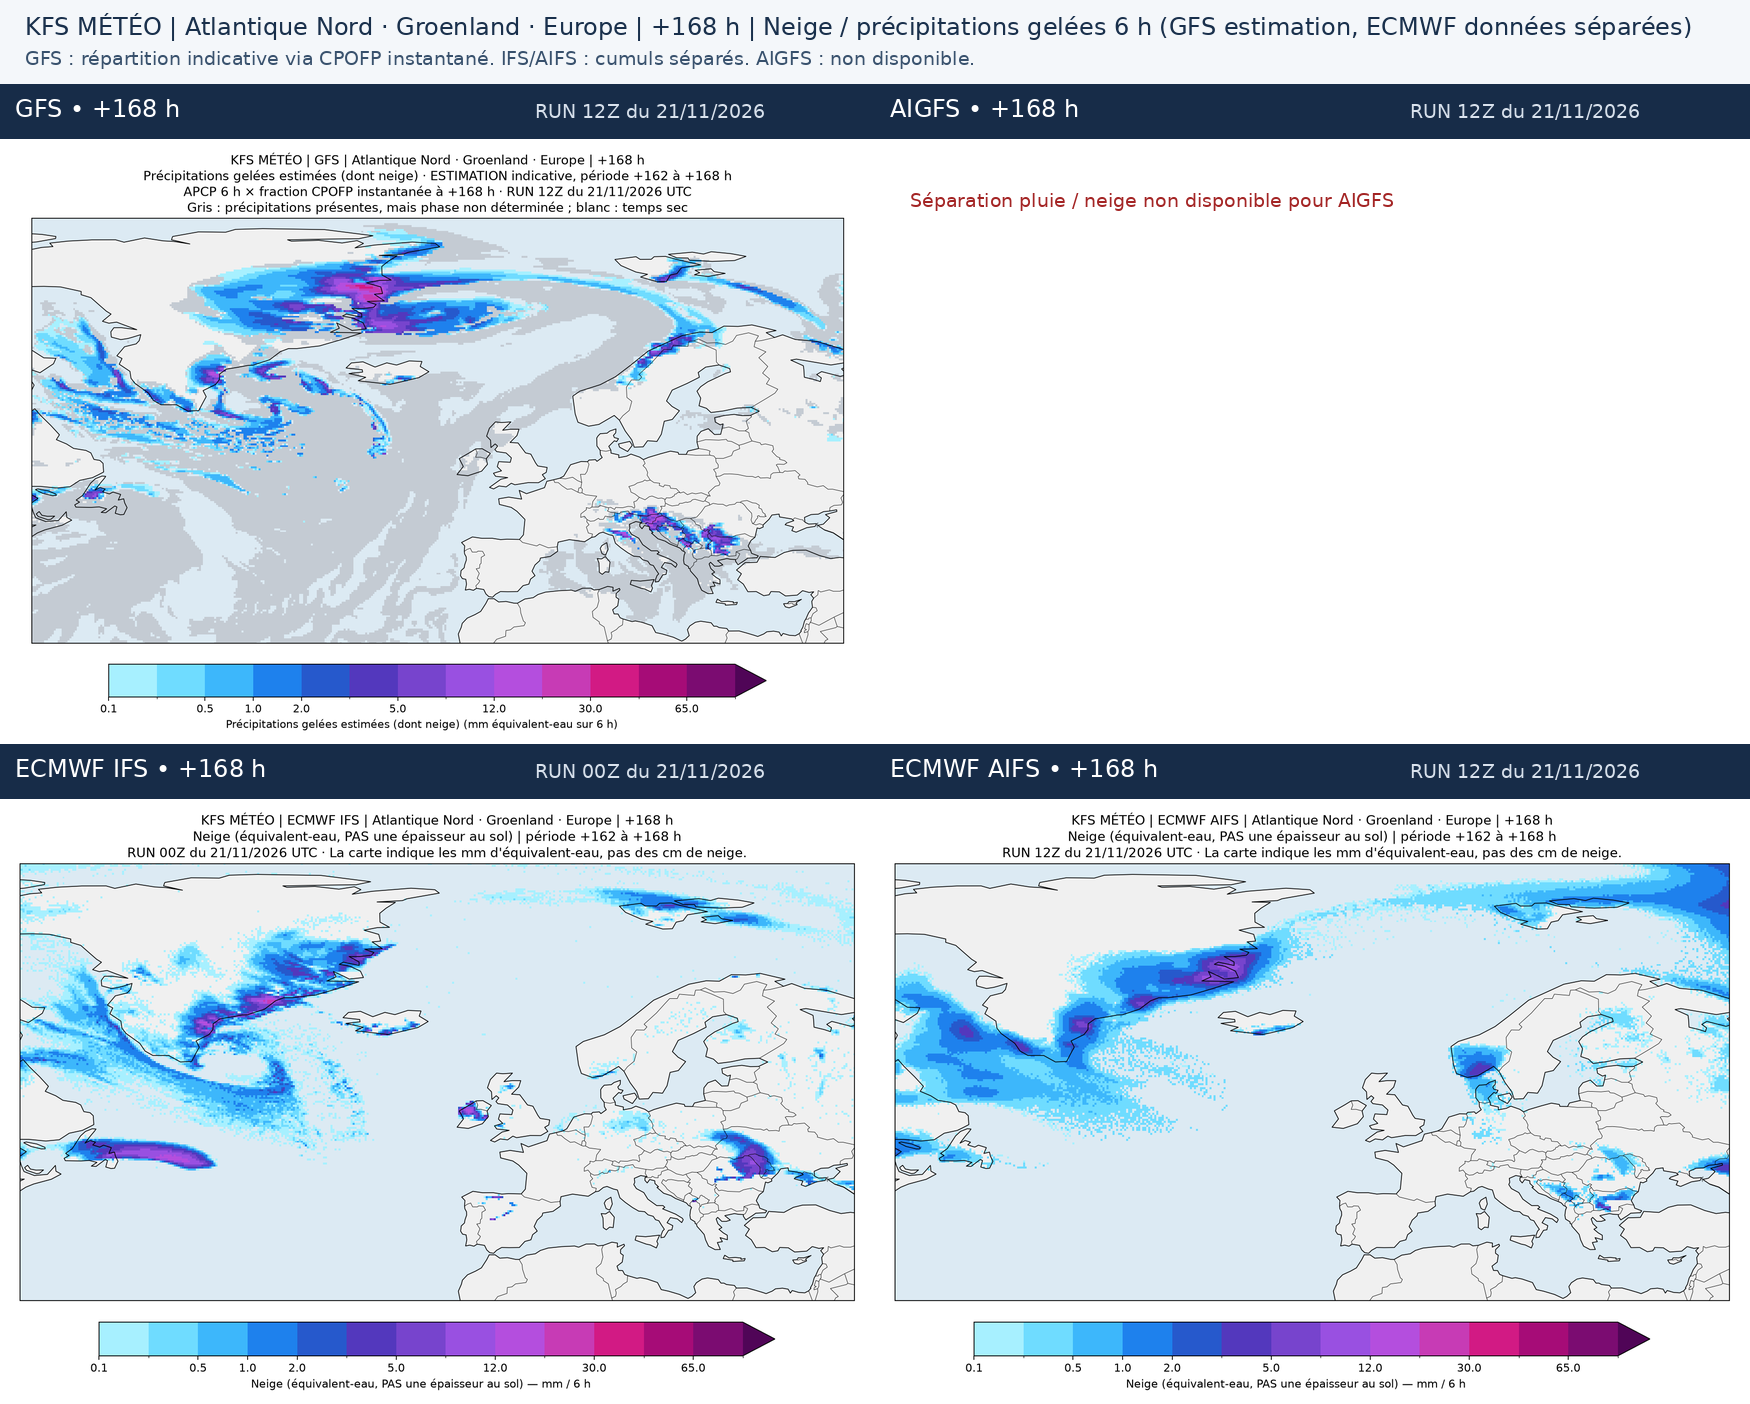 KFS MÉTÉO | Atlantique Nord · Groenland · Europe | +168 h | Neige / précipitations gelées 6 h (GFS estimation, ECMWF données séparées)
GFS : répartition indicative via CPOFP instantané. IFS/AIFS : cumuls séparés. AIGFS : non disponible.
GFS • +168 h RUN 12Z du 21/11/2026
AIGFS • +168 h RUN 12Z du 21/11/2026
KFS MÉTÉO | GFS | Atlantique Nord · Groenland · Europe | +168 h
Précipitations gelées estimées (dont neige) · ESTIMATION indicative, période +162 à +168 h
APCP 6 h × fraction CPOFP instantanée à +168 h · RUN 12Z du 21/11/2026 UTC
Gris : précipitations présentes, mais phase non déterminée ; blanc : temps sec
Séparation pluie / neige non disponible pour AIGFS
0.1 0.5 1.0 2.0 5.0 12.0 30.0 65.0
Précipitations gelées estimées (dont neige) (mm équivalent-eau sur 6 h)
ECMWF IFS • +168 h RUN 00Z du 21/11/2026
ECMWF AIFS • +168 h RUN 12Z du 21/11/2026
KFS MÉTÉO | ECMWF IFS | Atlantique Nord · Groenland · Europe | +168 h
Neige (équivalent-eau, PAS une épaisseur au sol) | période +162 à +168 h
RUN 00Z du 21/11/2026 UTC · La carte indique les mm d'équivalent-eau, pas des cm de neige.
KFS MÉTÉO | ECMWF AIFS | Atlantique Nord · Groenland · Europe | +168 h
Neige (équivalent-eau, PAS une épaisseur au sol) | période +162 à +168 h
RUN 12Z du 21/11/2026 UTC · La carte indique les mm d'équivalent-eau, pas des cm de neige.
0.1 0.5 1.0 2.0 5.0 12.0 30.0 65.0
Neige (équivalent-eau, PAS une épaisseur au sol) — mm / 6 h
0.1 0.5 1.0 2.0 5.0 12.0 30.0 65.0
Neige (équivalent-eau, PAS une épaisseur au sol) — mm / 6 h